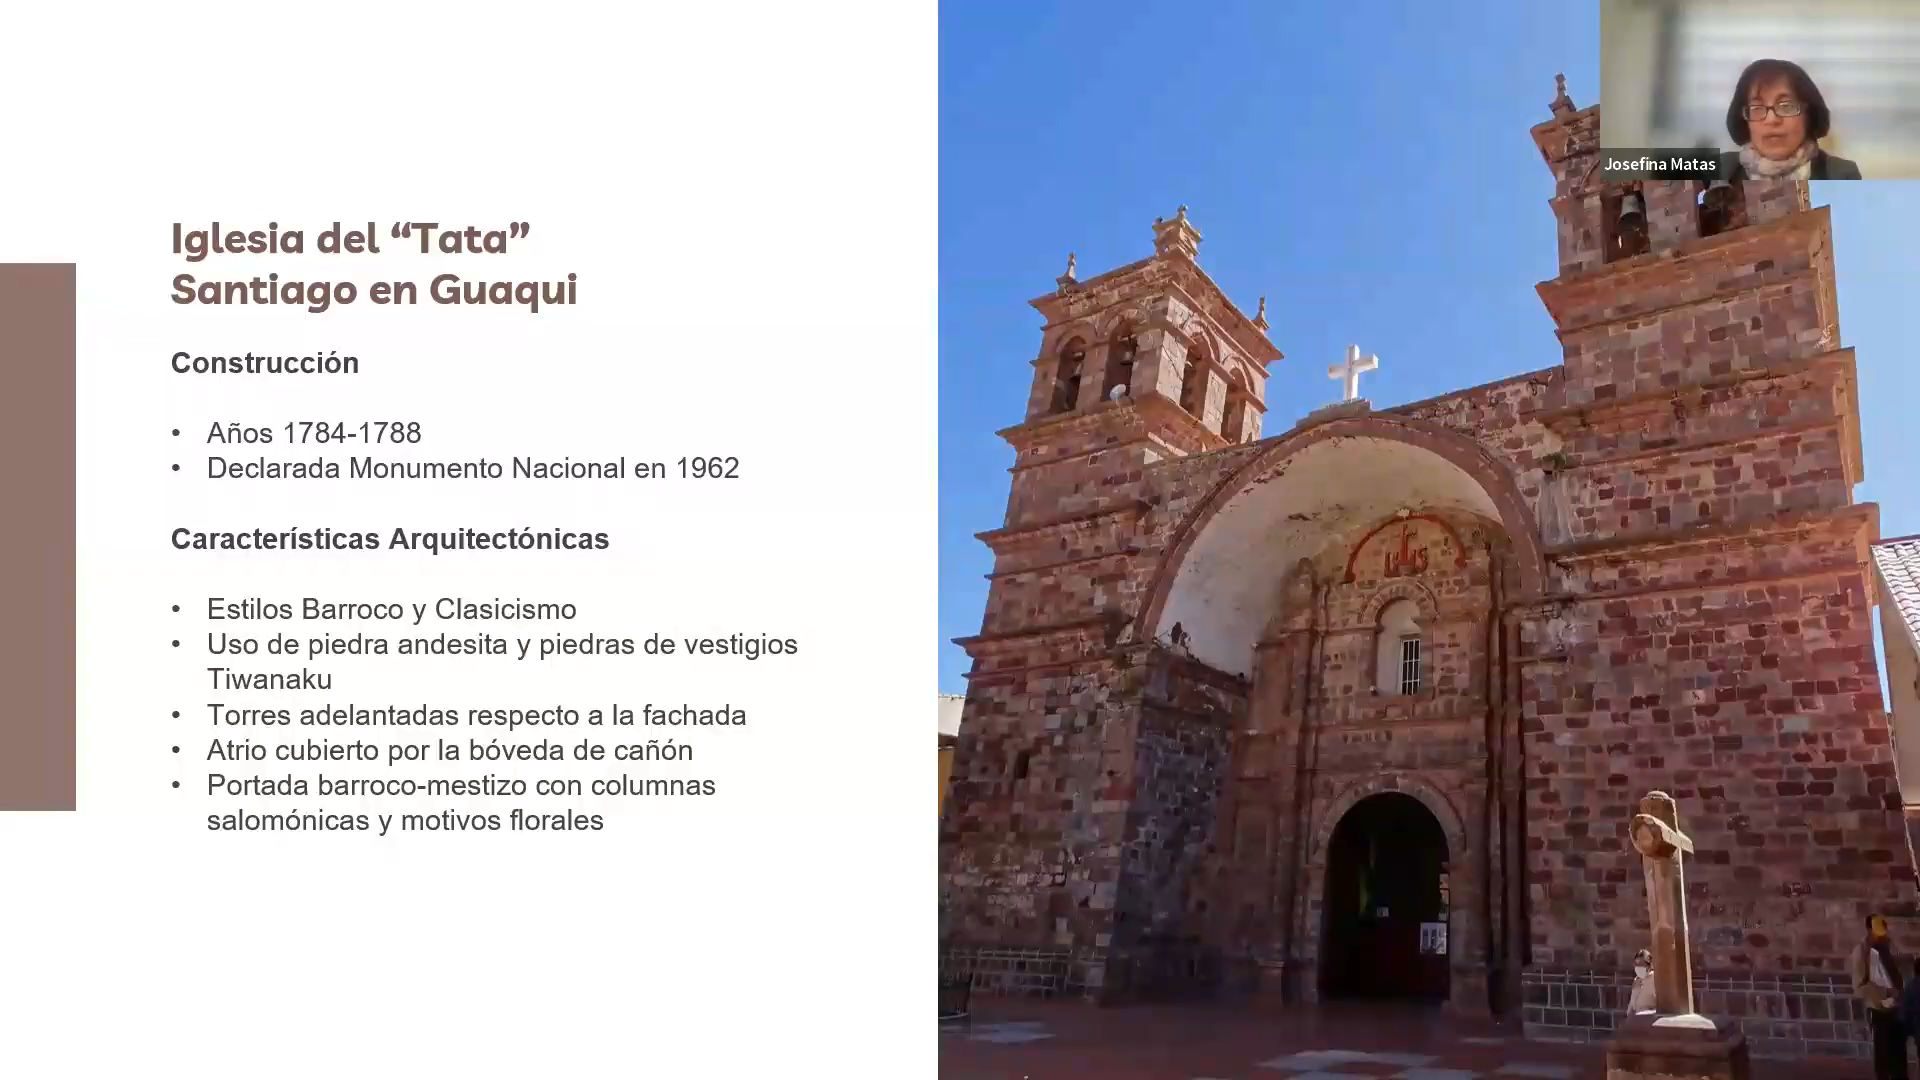 Iglesia del “Tata”
Santiago en Guaqui
Construcción
• Años 1784-1788
• Declarada Monumento Nacional en 1962
Características Arquitectónicas
• Estilos Barroco y Clasicismo
• Uso de piedra andesita y piedras de vestigios
Tiwanaku
• Torres adelantadas respecto a la fachada
• Atrio cubierto por la bóveda de cañón
• Portada barroco-mestizo con columnas
salomónicas y motivos florales
Josefina Matas
IHS